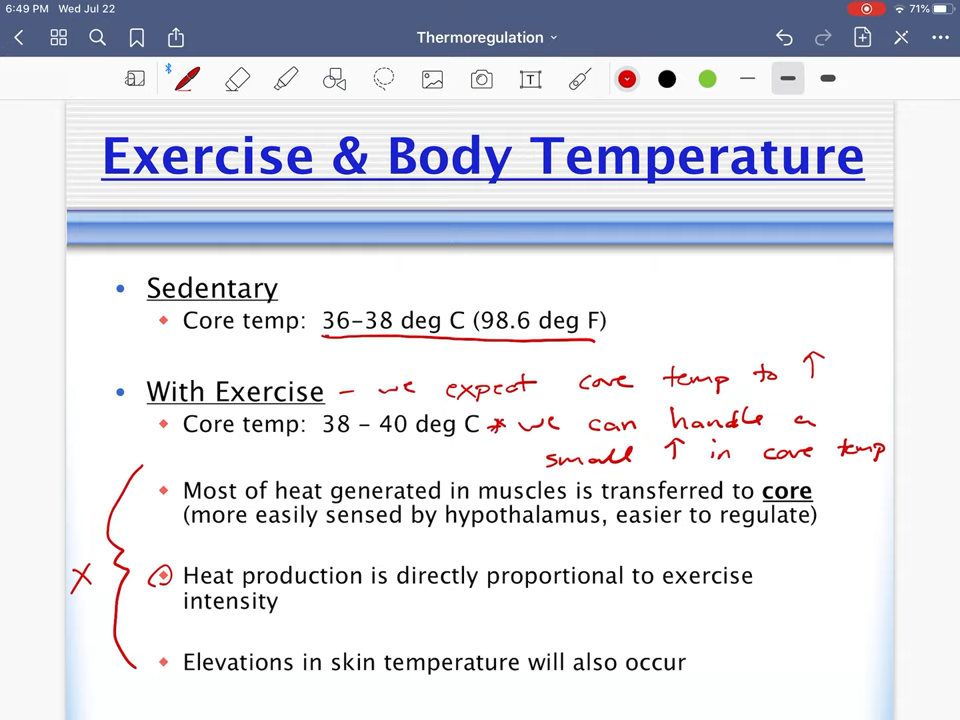 6:49 PM Wed Jul 22 71%
Thermoregulation
T
Exercise & Body Temperature
• Sedentary
Core temp: 36-38 deg C (98.6 deg F)
• With Exercise – we expect core temp to ↑
Core temp: 38 – 40 deg C * we can handle a
small ↑ in core temp
Most of heat generated in muscles is transferred to core
(more easily sensed by hypothalamus, easier to regulate)
X
Heat production is directly proportional to exercise
intensity
Elevations in skin temperature will also occur